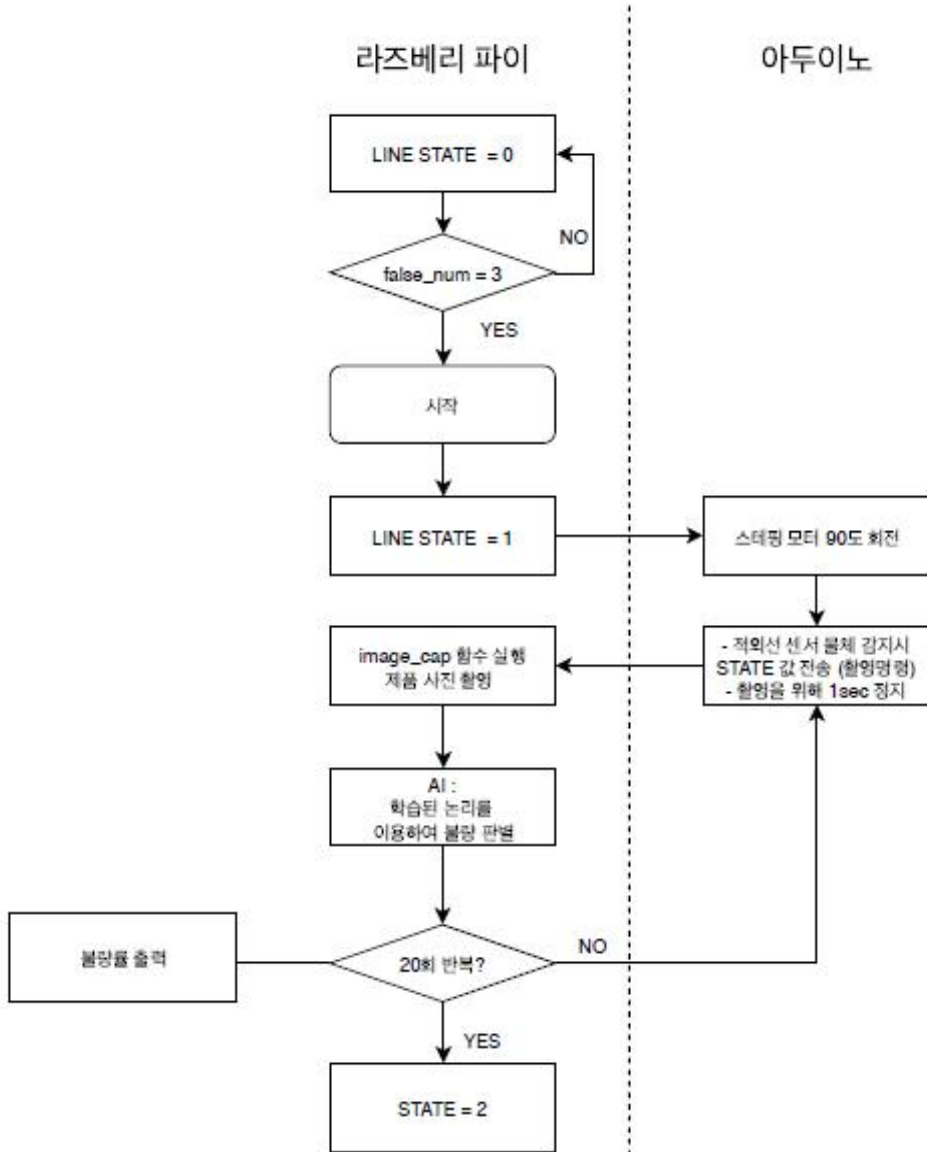 라즈베리 파이
아두이노
LINE STATE = 0
NO
false_num = 3
YES
시작
LINE STATE = 1
스테핑 모터 90도 회전
- 적외선 센서 물체 감지시
STATE 값 전송 (촬영명령)
- 촬영을 위해 1sec 정지
image_cap 함수 실행
제품 사진 촬영
AI :
학습된 논리를
이용하여 불량 판별
불량률 출력
20회 반복?
NO
YES
STATE = 2